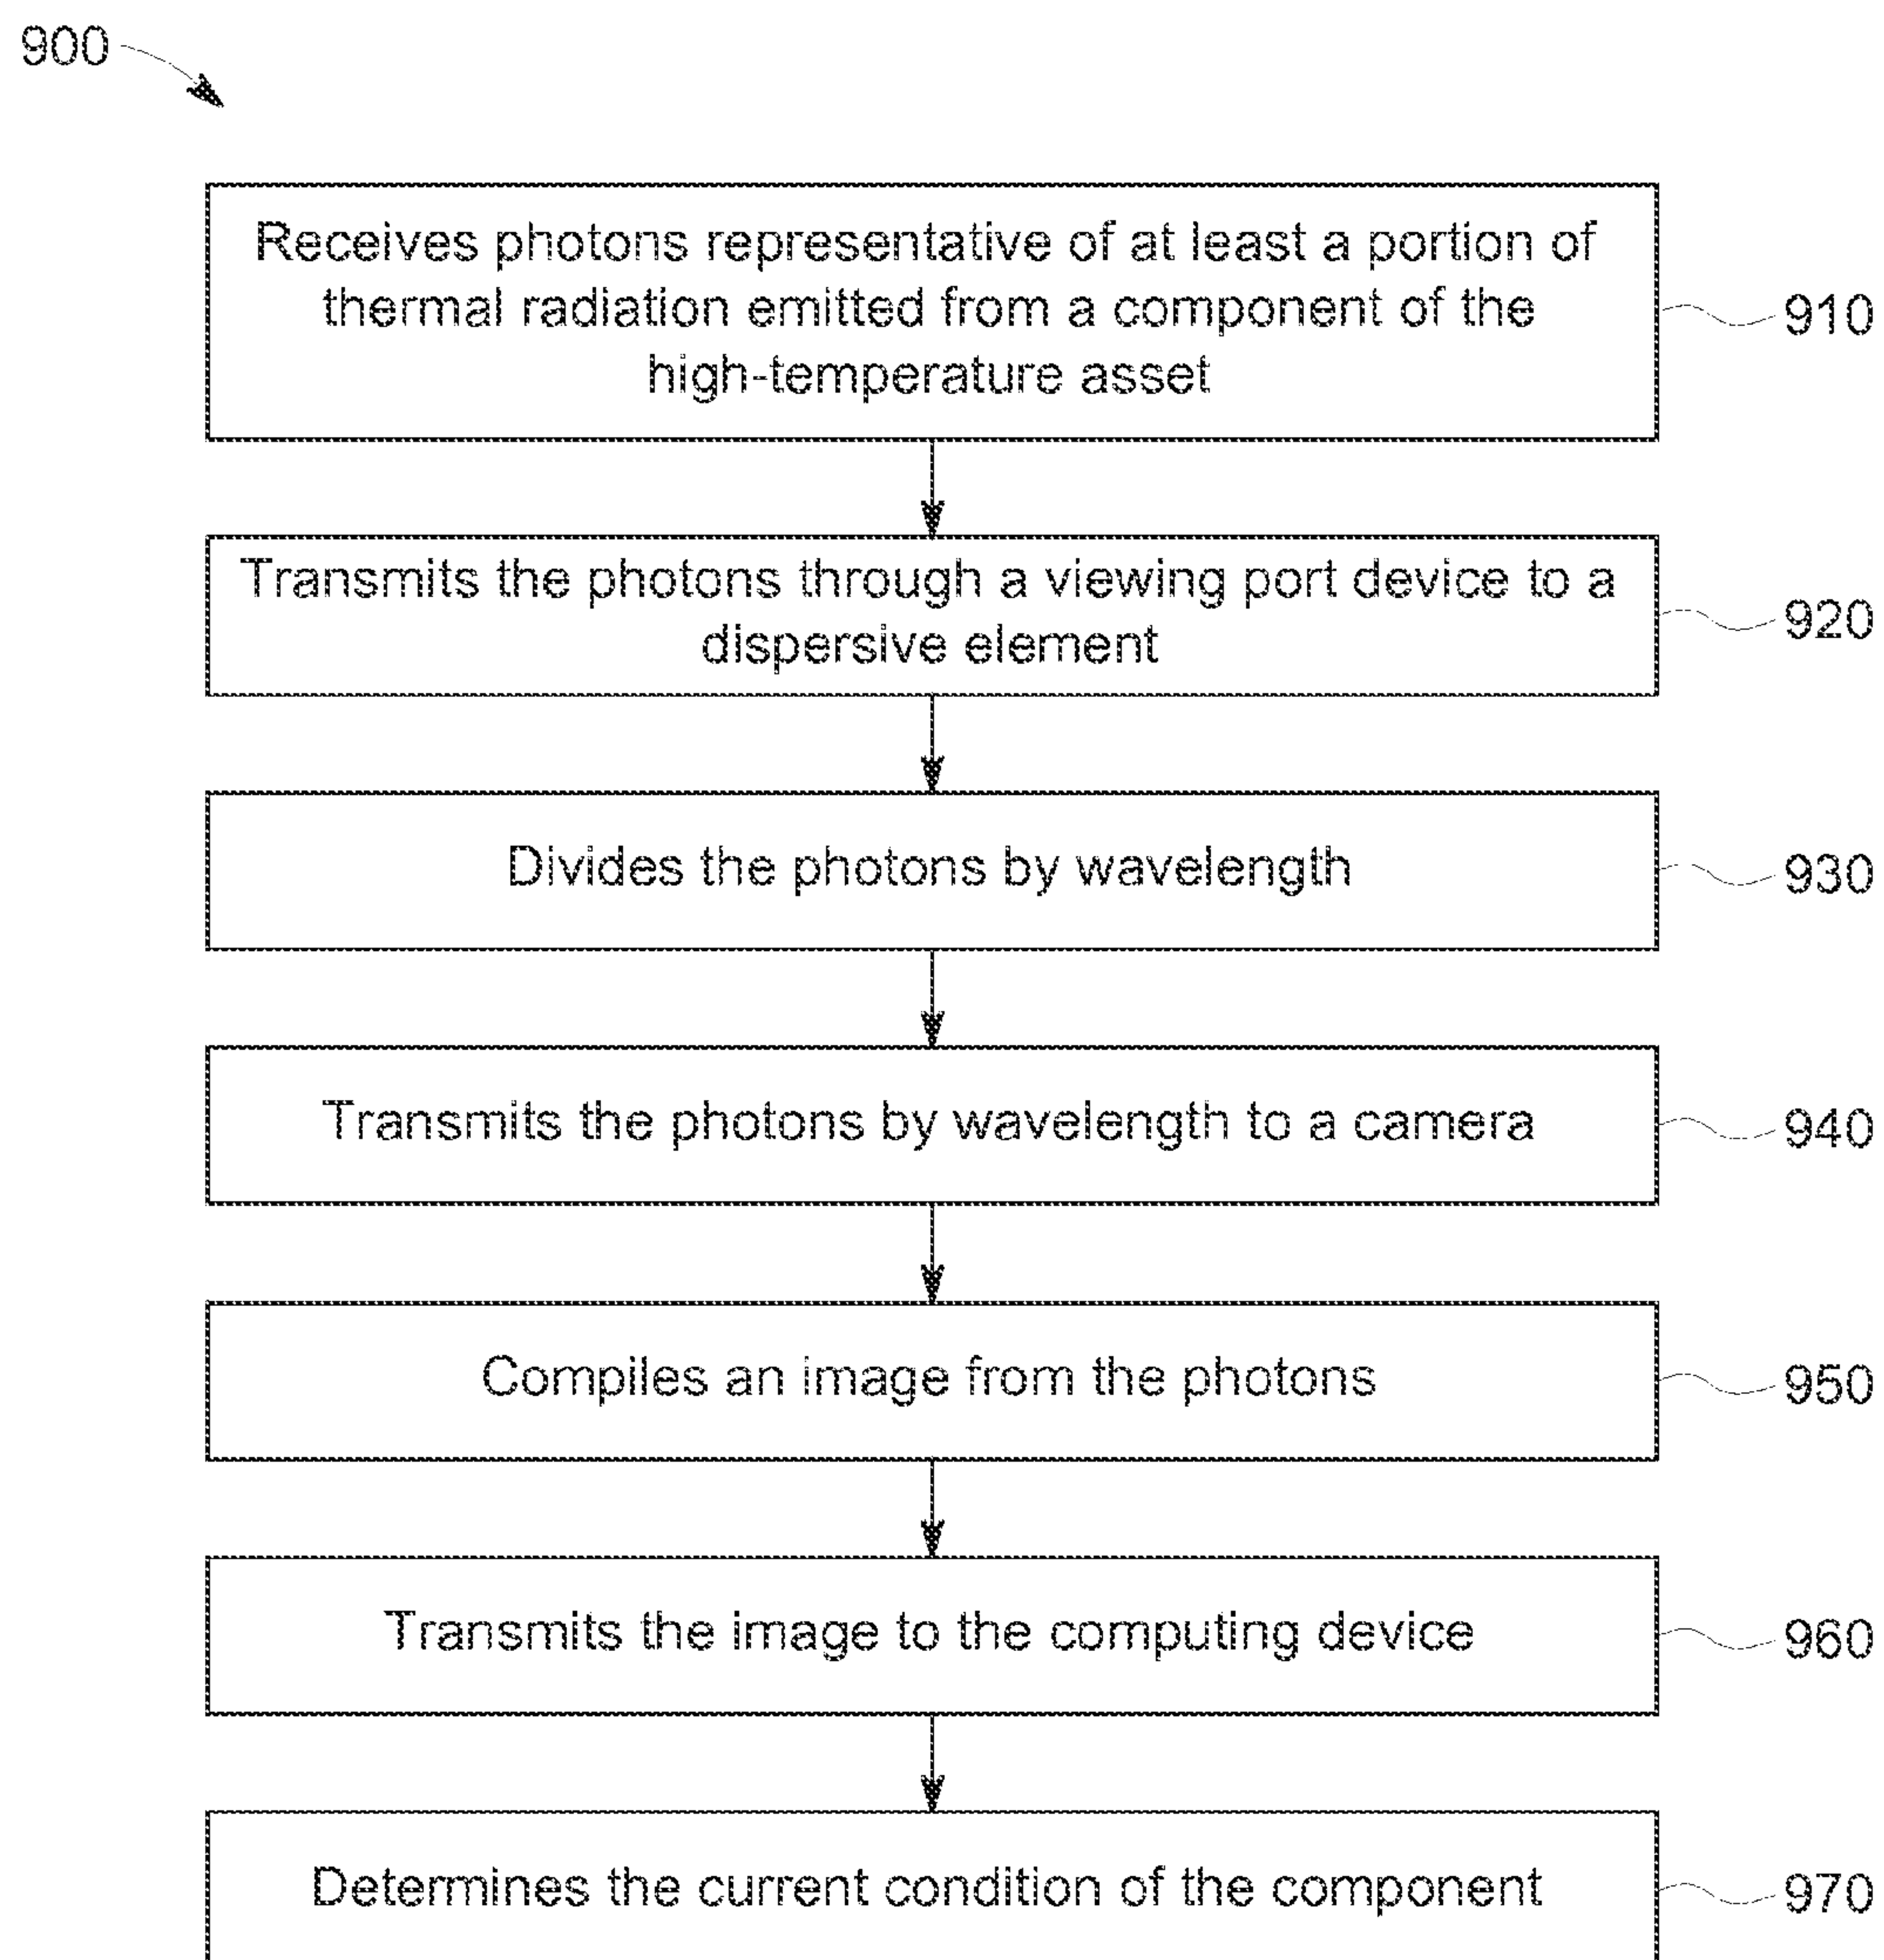 900
Receives photons representative of at least a portion of
thermal radiation emitted from a component of the
high-temperature asset
910
Transmits the photons through a viewing port device to a
dispersive element
920
Divides the photons by wavelength
930
Transmits the photons by wavelength to a camera
940
Compiles an image from the photons
950
Transmits the image to the computing device
960
Determines the current condition of the component
970